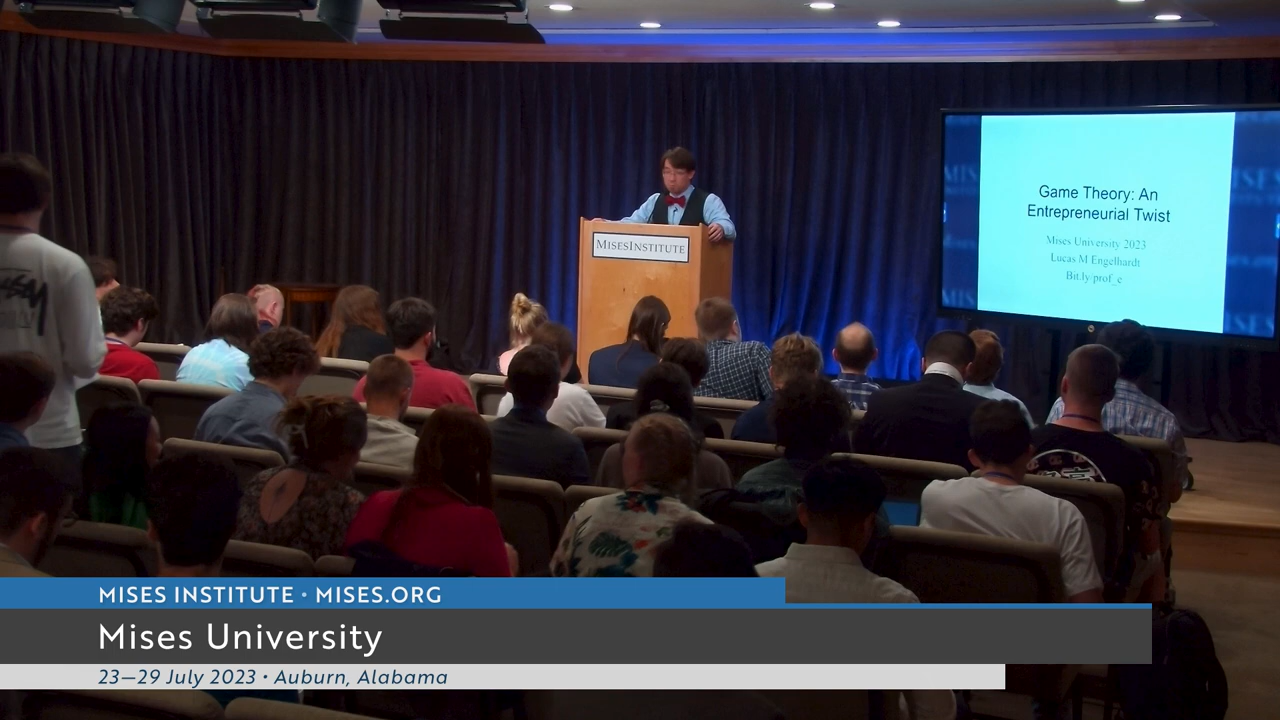 Game Theory: An
Entrepreneurial Twist
Mises University 2023
Lucas M Engelhardt
Bit.ly/prof_e
MISESINSTITUTE
MISES INSTITUTE • MISES.ORG
Mises University
23—29 July 2023 • Auburn, Alabama